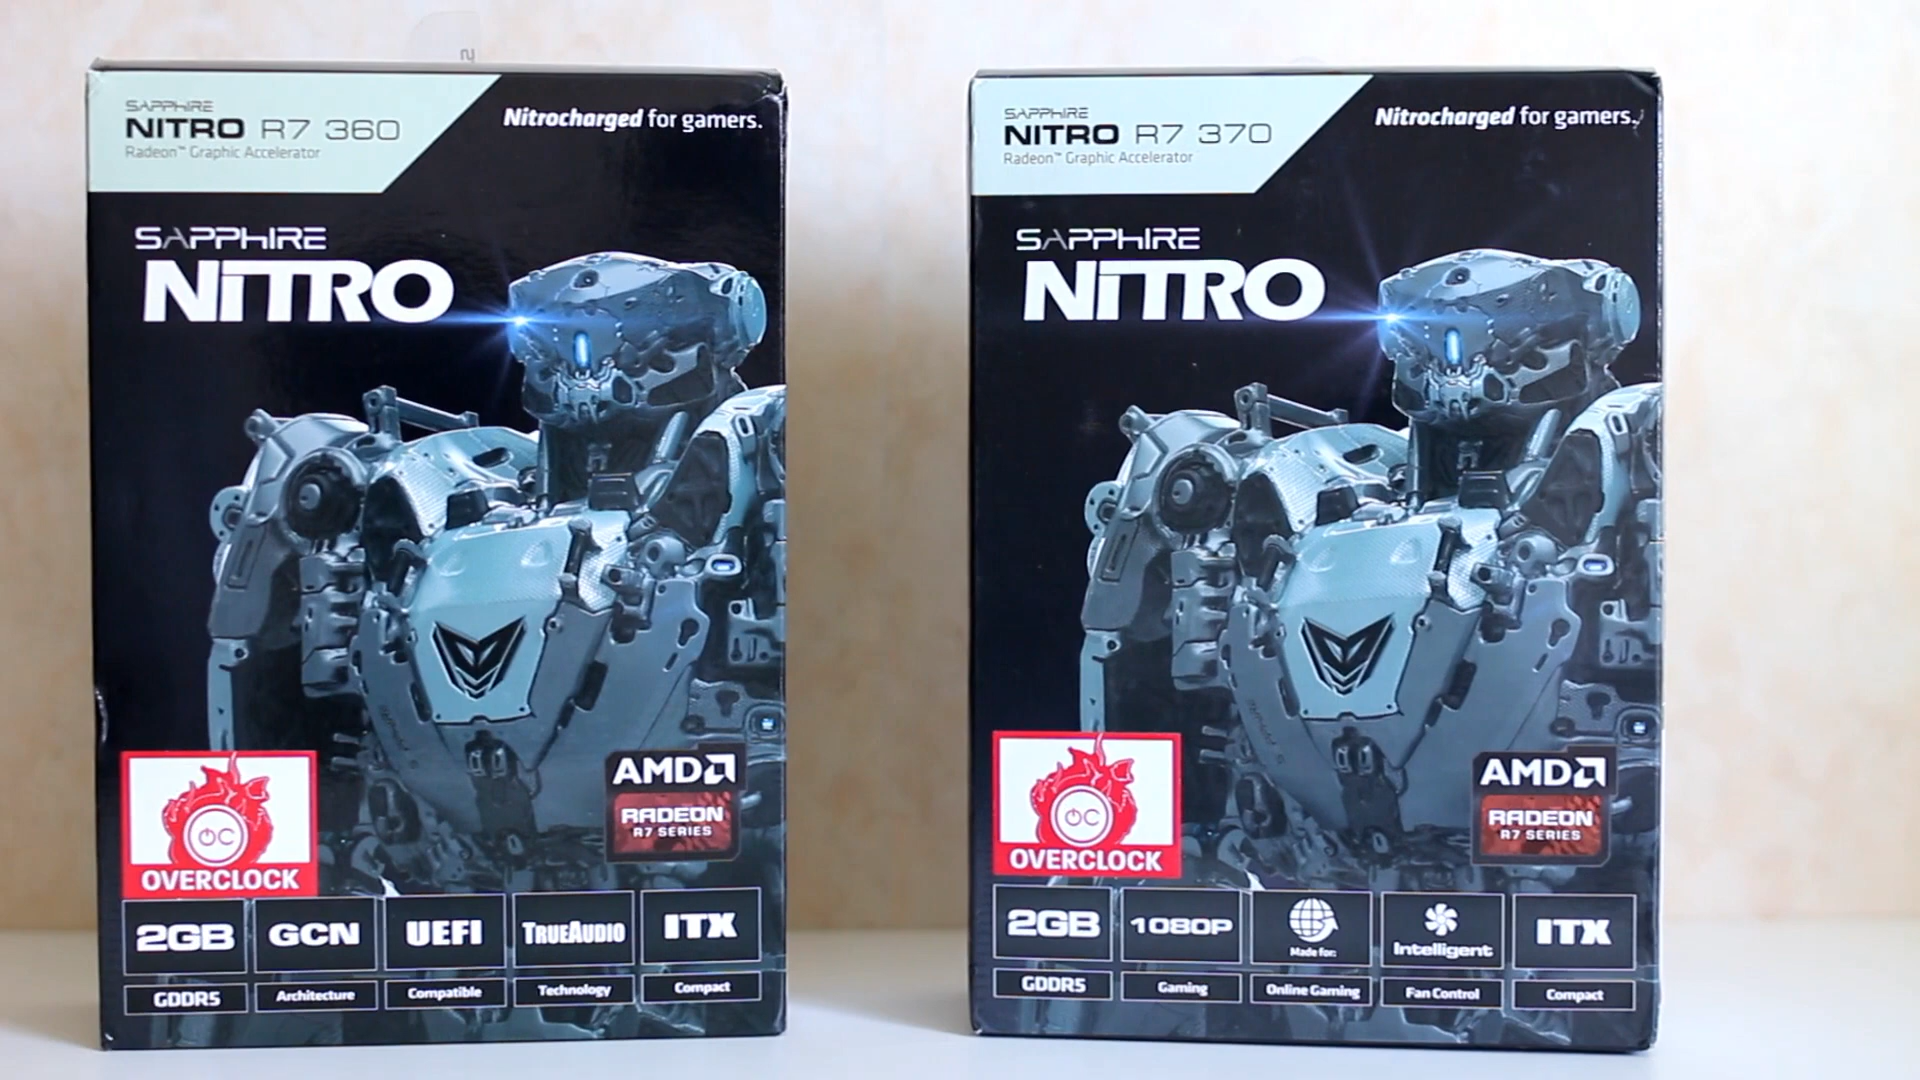 SAPPHIRE
NITRO R7 360
Radeon™ Graphic Accelerator
Nitrocharged for gamers.
SAPPHIRE
NITRO
OC
OVERCLOCK
AMD
RADEON
R7 SERIES
2GB
GDDR5
GCN
Architecture
UEFI
Compatible
TRUEAUDIO
Technology
ITX
Compact
SAPPHIRE
NITRO R7 370
Radeon™ Graphic Accelerator
Nitrocharged for gamers.
SAPPHIRE
NITRO
OC
OVERCLOCK
AMD
RADEON
R7 SERIES
2GB
GDDR5
1080P
Gaming
Made for:
Online Gaming
Intelligent
Fan Control
ITX
Compact